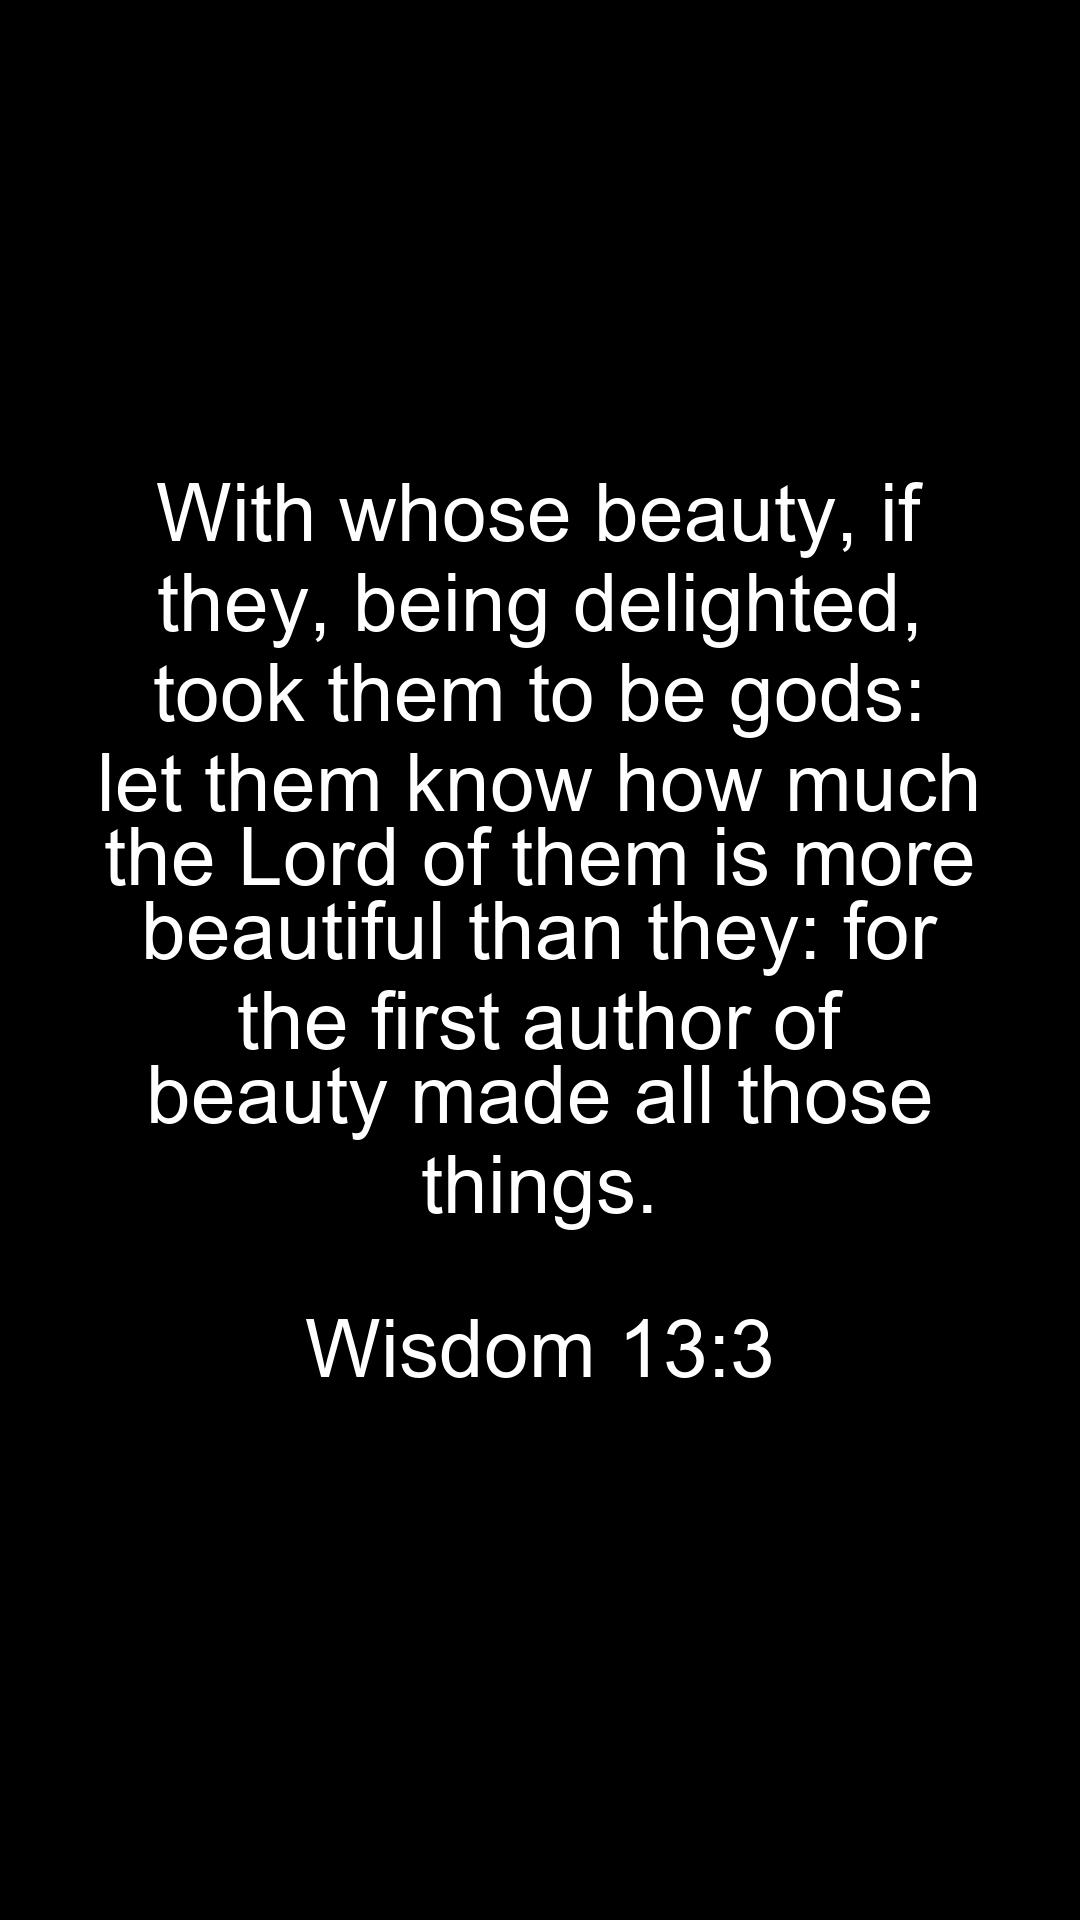 With whose beauty, if
they, being delighted,
took them to be gods:
let them know how much
the Lord of them is more
beautiful than they: for
the first author of
beauty made all those
things.
Wisdom 13:3